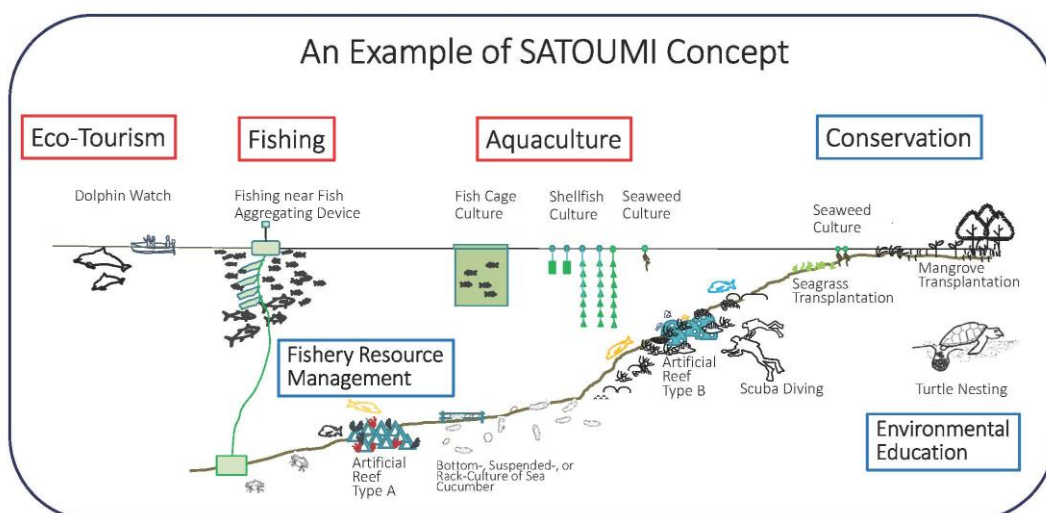 An Example of SATOUMI Concept
Eco-Tourism
Fishing
Aquaculture
Conservation
Dolphin Watch
Fishing near Fish
Aggregating Device
Fish Cage
Culture
Shellfish
Culture
Seaweed
Culture
Seaweed
Culture
Seagrass
Transplantation
Mangrove
Transplantation
Fishery Resource
Management
Artificial
Reef
Type B
Scuba Diving
Turtle Nesting
Artificial
Reef
Type A
Bottom-, Suspended-, or
Rack-Culture of Sea
Cucumber
Environmental
Education